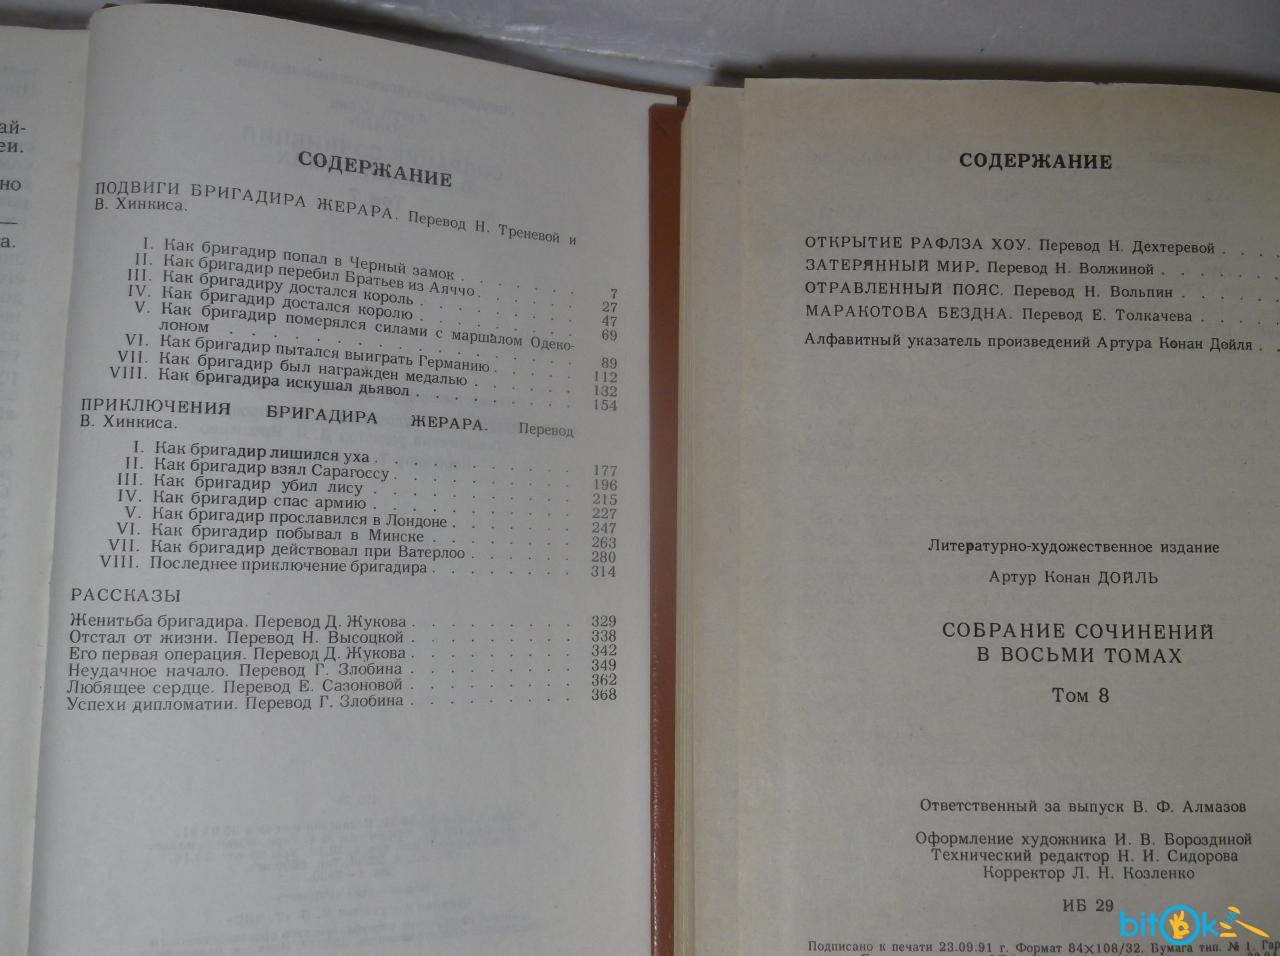 ай-
еи.
но
—
а.
СОДЕРЖАНИЕ
ПОДВИГИ БРИГАДИРА ЖЕРАРА. Перевод Н. Треневой и
В. Хинкиса.
I. Как бригадир попал в Черный замок . . . . . . . 7
II. Как бригадир перебил Братьев из Аяччо . . . . . . 27
III. Как бригадиру достался король . . . . . . . . 47
IV. Как бригадир достался королю . . . . . . . . 69
V. Как бригадир померялся силами с маршалом Одеко-
лоном . . . . . . . . . . . . . . . . . 89
VI. Как бригадир пытался выиграть Германию . . . . . 112
VII. Как бригадир был награжден медалью . . . . . . 132
VIII. Как бригадира искушал дьявол . . . . . . . . 154
ПРИКЛЮЧЕНИЯ БРИГАДИРА ЖЕРАРА. Перевод
В. Хинкиса.
I. Как бригадир лишился уха . . . . . . . . . . 177
II. Как бригадир взял Сарагоссу . . . . . . . . . 196
III. Как бригадир убил лису . . . . . . . . . . 215
IV. Как бригадир спас армию . . . . . . . . . . 227
V. Как бригадир прославился в Лондоне . . . . . . 247
VI. Как бригадир побывал в Минске . . . . . . . . 263
VII. Как бригадир действовал при Ватерлоо . . . . . . 280
VIII. Последнее приключение бригадира . . . . . . . 314
РАССКАЗЫ
Женитьба бригадира. Перевод Д. Жукова . . . . . . . . 329
Отстал от жизни. Перевод Н. Высоцкой . . . . . . . . 338
Его первая операция. Перевод Д. Жукова . . . . . . . . 342
Неудачное начало. Перевод Г. Злобина . . . . . . . . 349
Любящее сердце. Перевод Е. Сазоновой . . . . . . . . 362
Успехи дипломатии. Перевод Г. Злобина . . . . . . . . 368
СОДЕРЖАНИЕ
ОТКРЫТИЕ РАФЛЗА ХОУ. Перевод Н. Дехтеревой . . .
ЗАТЕРЯННЫЙ МИР. Перевод Н. Волжиной . . . . . .
ОТРАВЛЕННЫЙ ПОЯС. Перевод Н. Вольпин . . . . .
МАРАКОТОВА БЕЗДНА. Перевод Е. Толкачева . . . .
Алфавитный указатель произведений Артура Конан Дойля . .
Литературно-художественное издание
Артур Конан ДОЙЛЬ
СОБРАНИЕ СОЧИНЕНИЙ
В ВОСЬМИ ТОМАХ
Том 8
Ответственный за выпуск В. Ф. Алмазов
Оформление художника И. В. Бороздиной
Технический редактор Н. И. Сидорова
Корректор Л. Н. Козленко
ИБ 29
Подписано к печати 23.09.91 г. Формат 84×108/32. Бумага тип. № 1. Гар
bitok